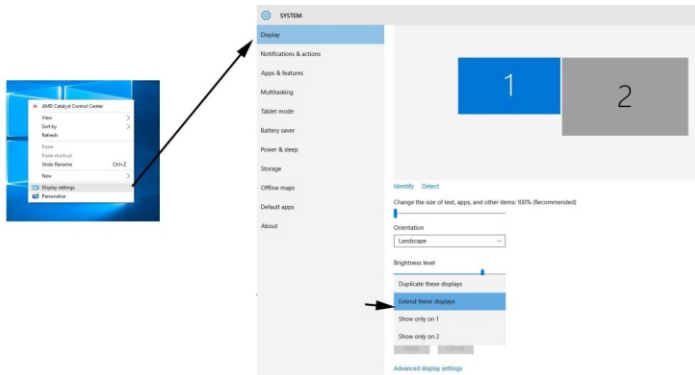 AMD Catalyst Control Center
View
Sort by
Refresh
Paste
Paste shortcut
Undo Rename Ctrl+Z
New
Display settings
Personalize
SYSTEM
Display
Notifications & actions
Apps & features
Multitasking
Tablet mode
Battery saver
Power & sleep
Storage
Offline maps
Default apps
About
1
2
Identify Detect
Change the size of text, apps, and other items: 100% (Recommended)
Orientation
Landscape
Brightness level
Duplicate these displays
Extend these displays
Show only on 1
Show only on 2
Apply Cancel
Advanced display settings